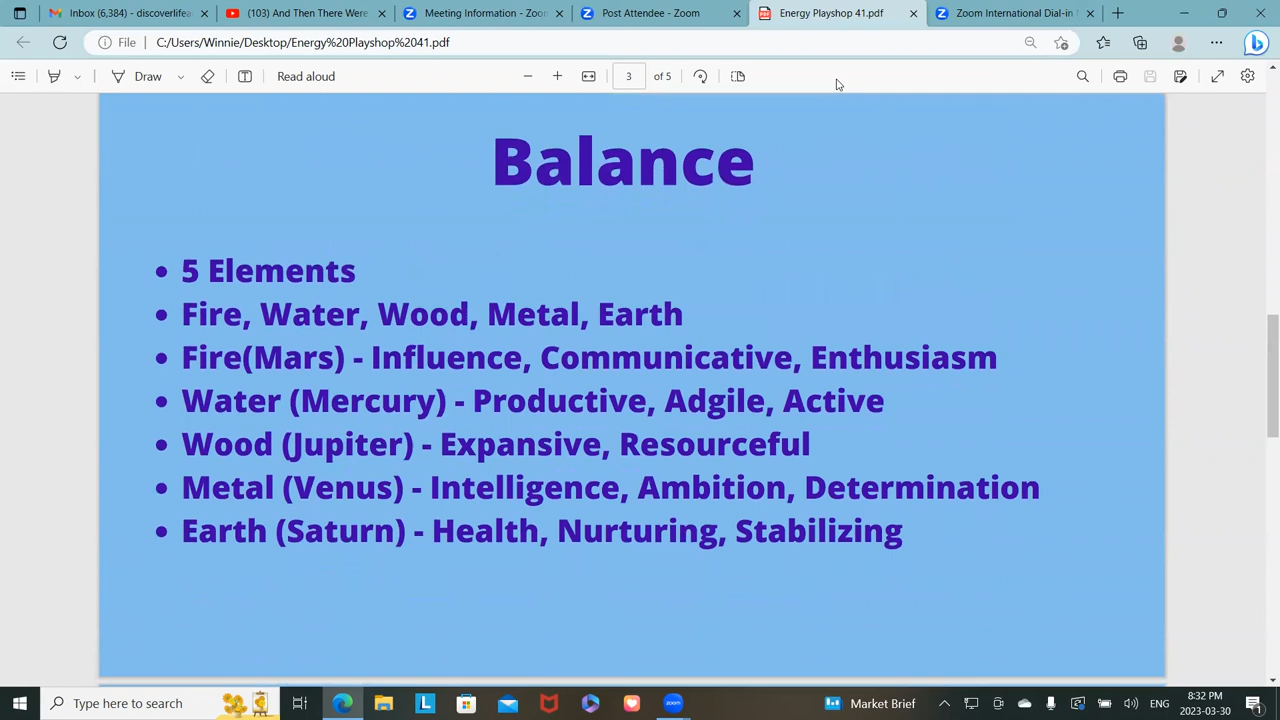 Inbox (6,384) - discoverlifea
(103) And Then There Were
Meeting Information - Zoo
Post Attendee - Zoom
Energy Playshop 41.pdf
Zoom International Dial-in
File
C:/Users/Winnie/Desktop/Energy%20Playshop%2041.pdf
Draw
Read aloud
3
of 5
Balance
• 5 Elements
• Fire, Water, Wood, Metal, Earth
• Fire(Mars) - Influence, Communicative, Enthusiasm
• Water (Mercury) - Productive, Adgile, Active
• Wood (Jupiter) - Expansive, Resourceful
• Metal (Venus) - Intelligence, Ambition, Determination
• Earth (Saturn) - Health, Nurturing, Stabilizing
Type here to search
Market Brief
ENG
8:32 PM
2023-03-30